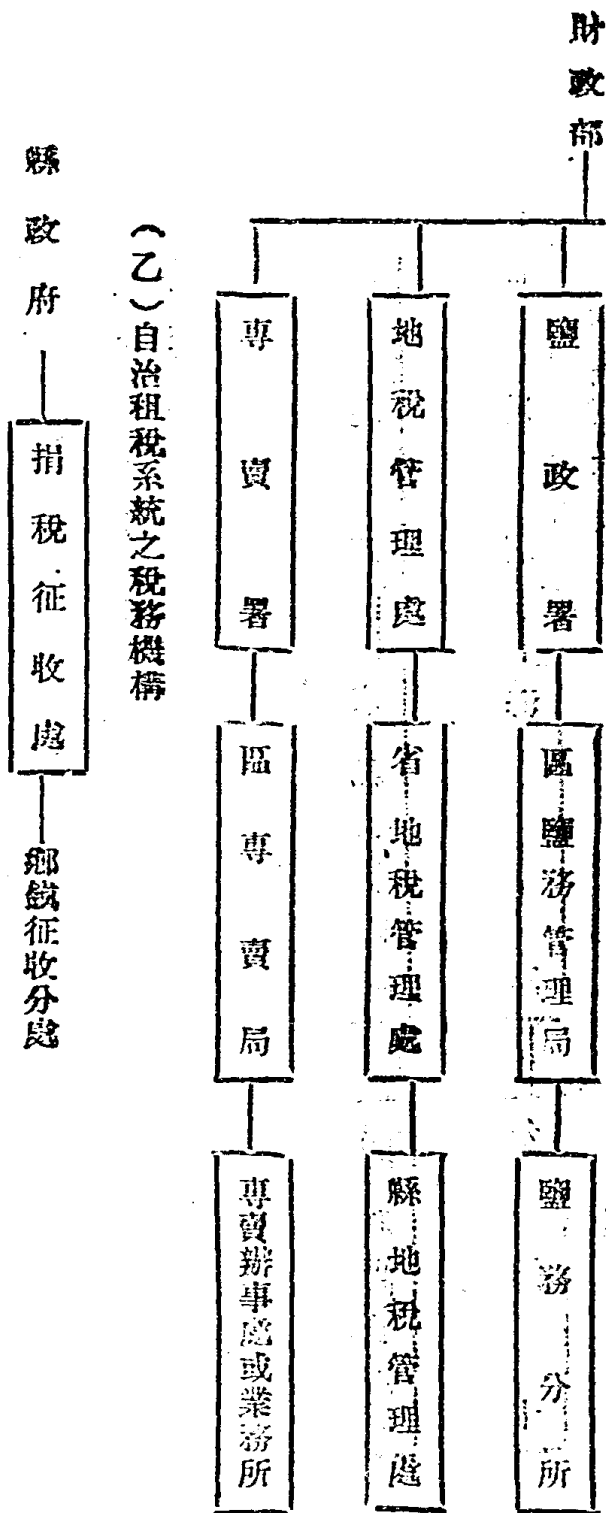 財政部
鹽政署
區鹽務管理局
鹽務分所
地稅管理處
省地稅管理處
縣地稅管理處
專賣署
區專賣局
專賣辦事處或業務所
(乙)自治租稅系統之稅務機構
縣政府
捐稅征收處
鄉鎮征收分處